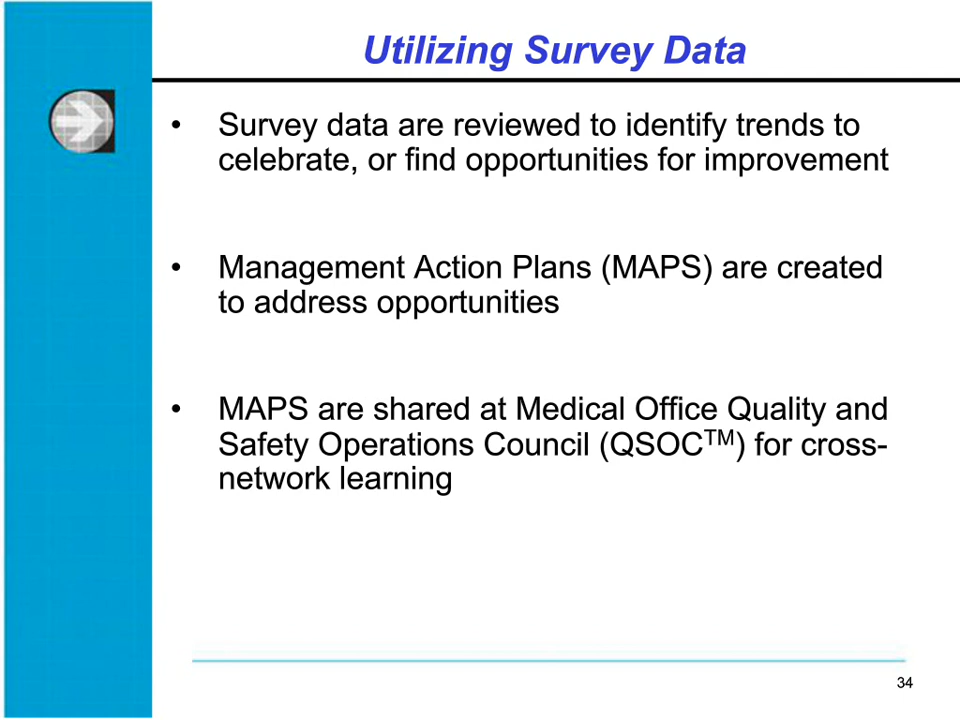 Utilizing Survey Data
• Survey data are reviewed to identify trends to
celebrate, or find opportunities for improvement
• Management Action Plans (MAPS) are created
to address opportunities
• MAPS are shared at Medical Office Quality and
Safety Operations Council (QSOC™) for cross-
network learning
34